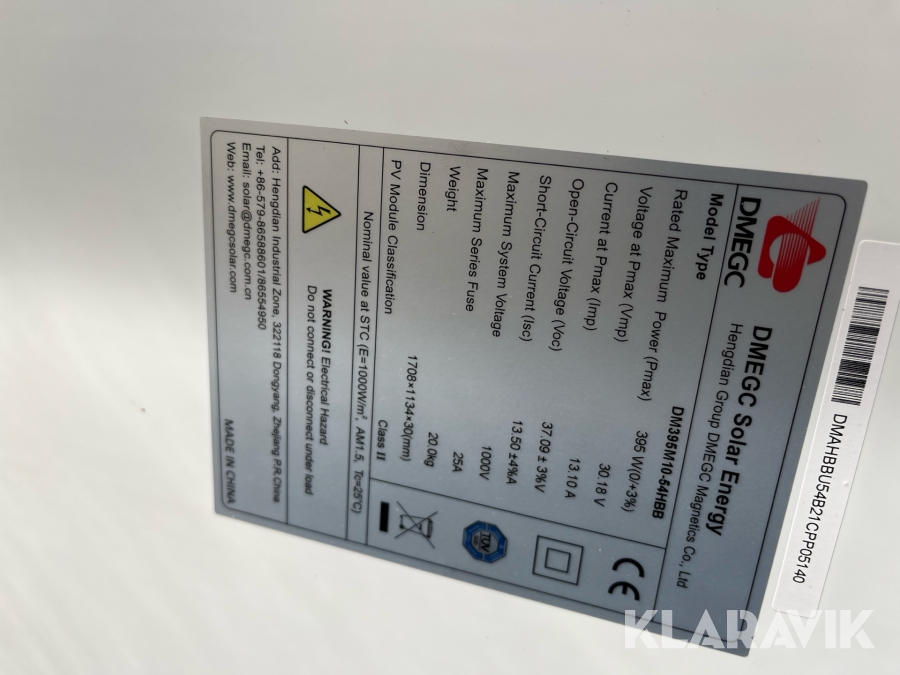 DMEGC
DMEGC Solar Energy
Hengdian Group DMEGC Magnetics Co., Ltd
Model Type DM395M10-54HBB
Rated Maximum Power (Pmax) 395 W(0/+3%)
Voltage at Pmax (Vmp) 30.18 V
Current at Pmax (Imp) 13.10 A
Open-Circuit Voltage (Voc) 37.09 ± 3%V
Short-Circuit Current (Isc) 13.50 ±4%A
Maximum System Voltage 1000V
Maximum Series Fuse 25A
Weight 20.0kg
Dimension 1708×1134×30(mm)
PV Module Classification Class II
Nominal value at STC (E=1000W/m², AM1.5, Tc=25°C)
CE
TÜV
WARNING! Electrical Hazard
Do not connect or disconnect under load
Add: Hengdian Industrial Zone, 322118 Dongyang, Zhejiang P.R.China
Tel: +86-579-86588601/86554950
Email: solar@dmegc.com.cn
Web: www.dmegcsolar.com
MADE IN CHINA
DMAHBBU54B21CPP05140
KLARAVIK